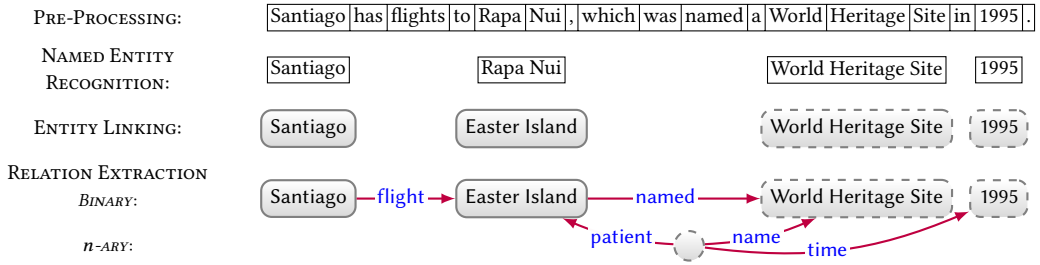 Pre-Processing: Santiago has flights to Rapa Nui , which was named a World Heritage Site in 1995 .
Named Entity
Recognition: Santiago Rapa Nui World Heritage Site 1995
Entity Linking: Santiago Easter Island World Heritage Site 1995
Relation Extraction
Binary: Santiago flight Easter Island named World Heritage Site 1995
n-ary: patient name time